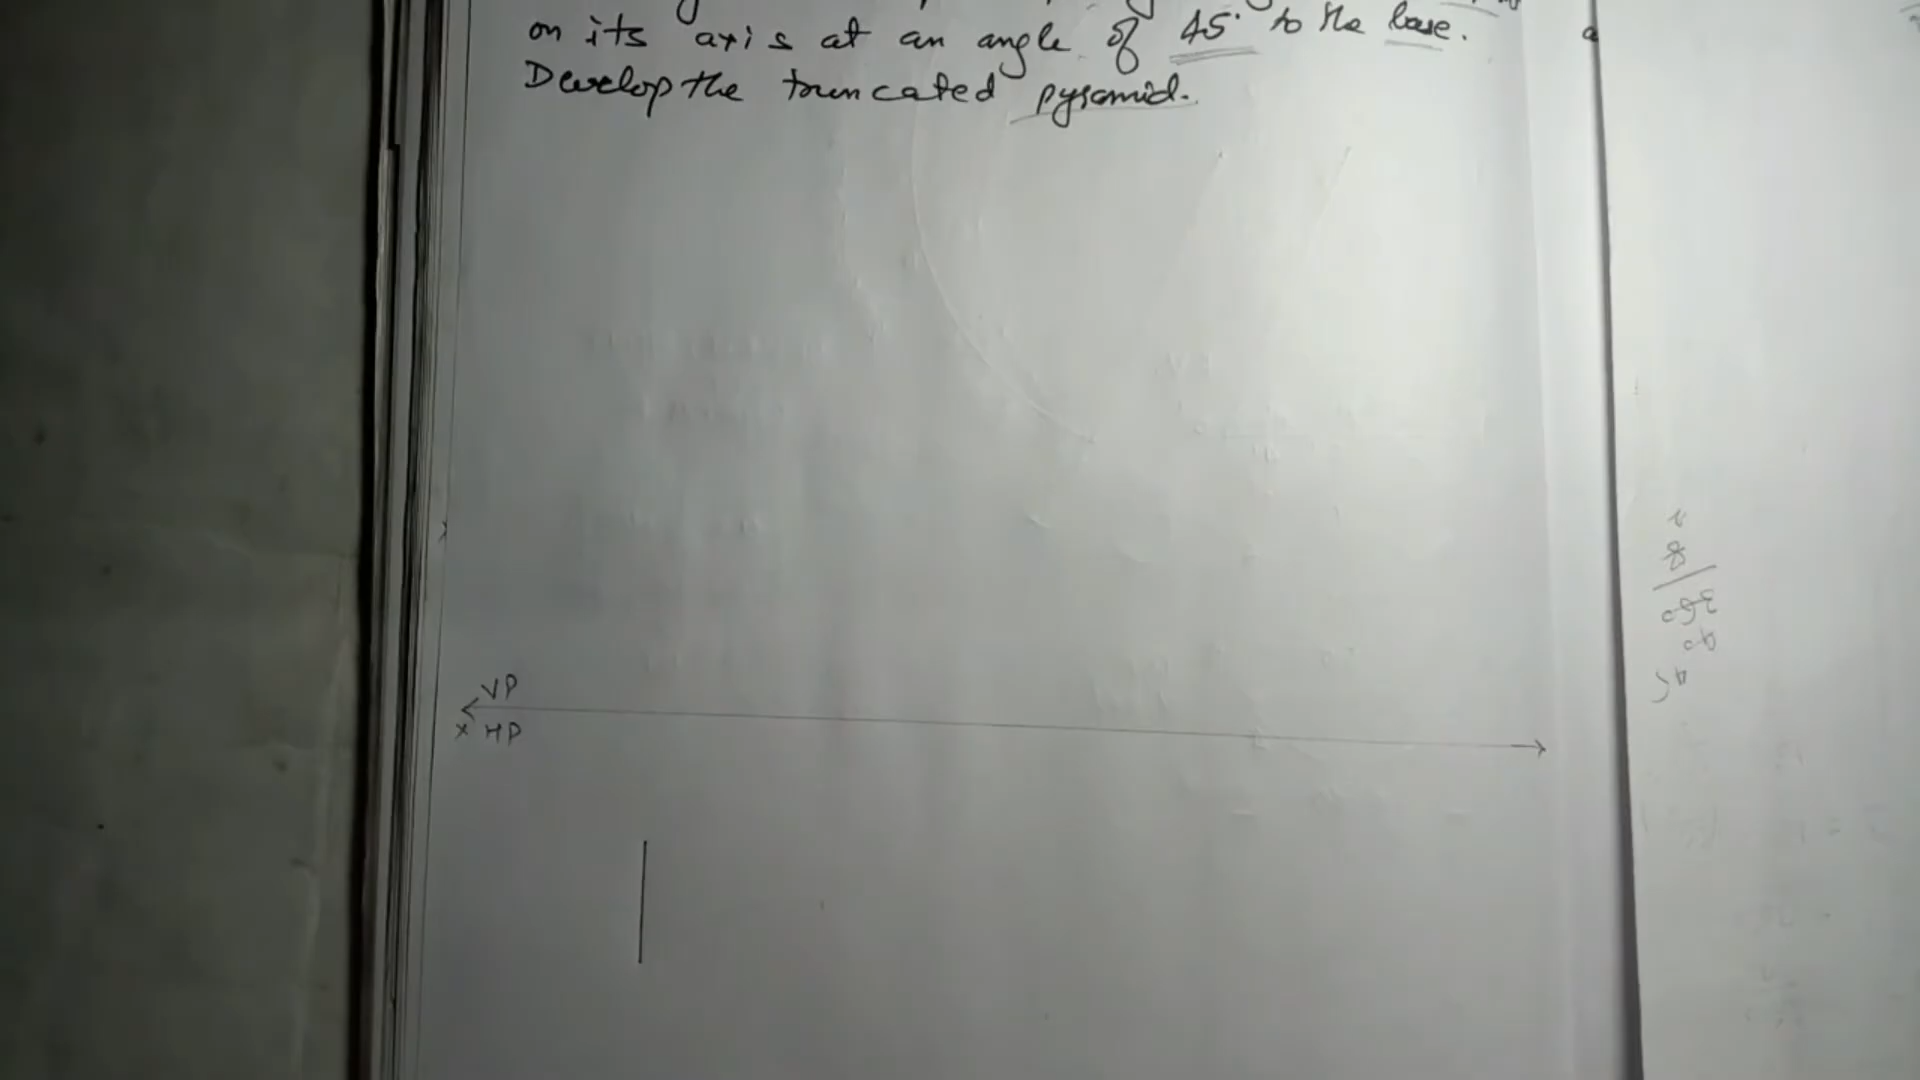 on its axis at an angle of 45° to the base.
Develop the truncated pyramid.
VP
X HP